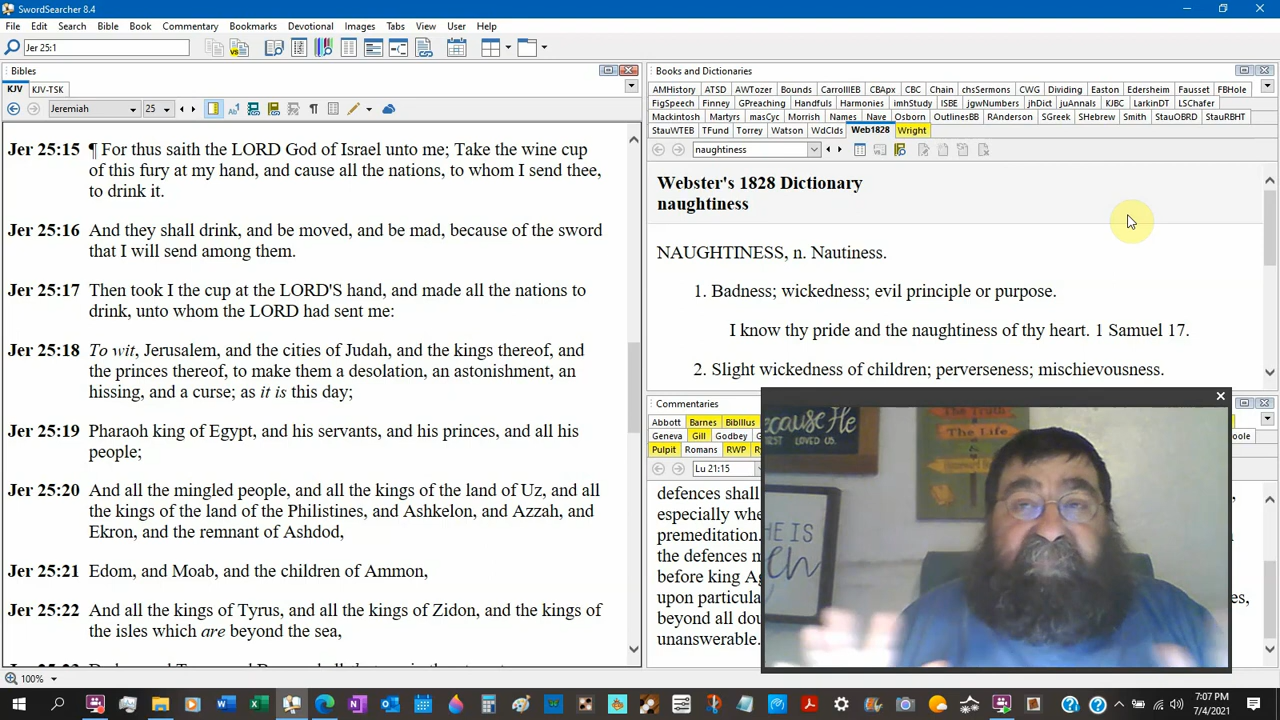 SwordSearcher 8.4
File Edit Search Bible Book Commentary Bookmarks Devotional Images Tabs View User Help
Jer 25:1
Bibles
KJV KJV-TSK
Jeremiah 25
Jer 25:15 ¶ For thus saith the LORD God of Israel unto me; Take the wine cup
of this fury at my hand, and cause all the nations, to whom I send thee,
to drink it.
Jer 25:16 And they shall drink, and be moved, and be mad, because of the sword
that I will send among them.
Jer 25:17 Then took I the cup at the LORD'S hand, and made all the nations to
drink, unto whom the LORD had sent me:
Jer 25:18 To wit, Jerusalem, and the cities of Judah, and the kings thereof, and
the princes thereof, to make them a desolation, an astonishment, an
hissing, and a curse; as it is this day;
Jer 25:19 Pharaoh king of Egypt, and his servants, and his princes, and all his
people;
Jer 25:20 And all the mingled people, and all the kings of the land of Uz, and all
the kings of the land of the Philistines, and Ashkelon, and Azzah, and
Ekron, and the remnant of Ashdod,
Jer 25:21 Edom, and Moab, and the children of Ammon,
Jer 25:22 And all the kings of Tyrus, and all the kings of Zidon, and the kings of
the isles which are beyond the sea,
100%
Books and Dictionaries
AMHistory ATSD AWTozer Bounds CarrollIEB CBApx CBC Chain chsSermons CWG Dividing Easton Edersheim Fausset FBHole
FigSpeech Finney GPreaching Handfuls Harmonies imhStudy ISBE jgwNumbers jhDict juAnnals KJBC LarkinDT LSChafer
Mackintosh Martyrs masCyc Morrish Names Nave Osborn OutlinesBB RAnderson SGreek SHebrew Smith StauOBRD StauRBHT
StauWTEB TFund Torrey Watson WdClds Web1828 Wright
naughtiness
Webster's 1828 Dictionary
naughtiness
NAUGHTINESS, n. Nautiness.
1. Badness; wickedness; evil principle or purpose.
I know thy pride and the naughtiness of thy heart. 1 Samuel 17.
2. Slight wickedness of children; perverseness; mischievousness.
Commentaries
Abbott Barnes BibIllus
Geneva Gill Godbey
Pulpit Romans RWP
Lu 21:15
defences shall
especially whe
premeditation.
the defences m
before king Ag
upon particula
beyond all dou
unanswerable.
ecause He
RST LOVED US.
The Truth
The Life
HE IS
7:07 PM
7/4/2021